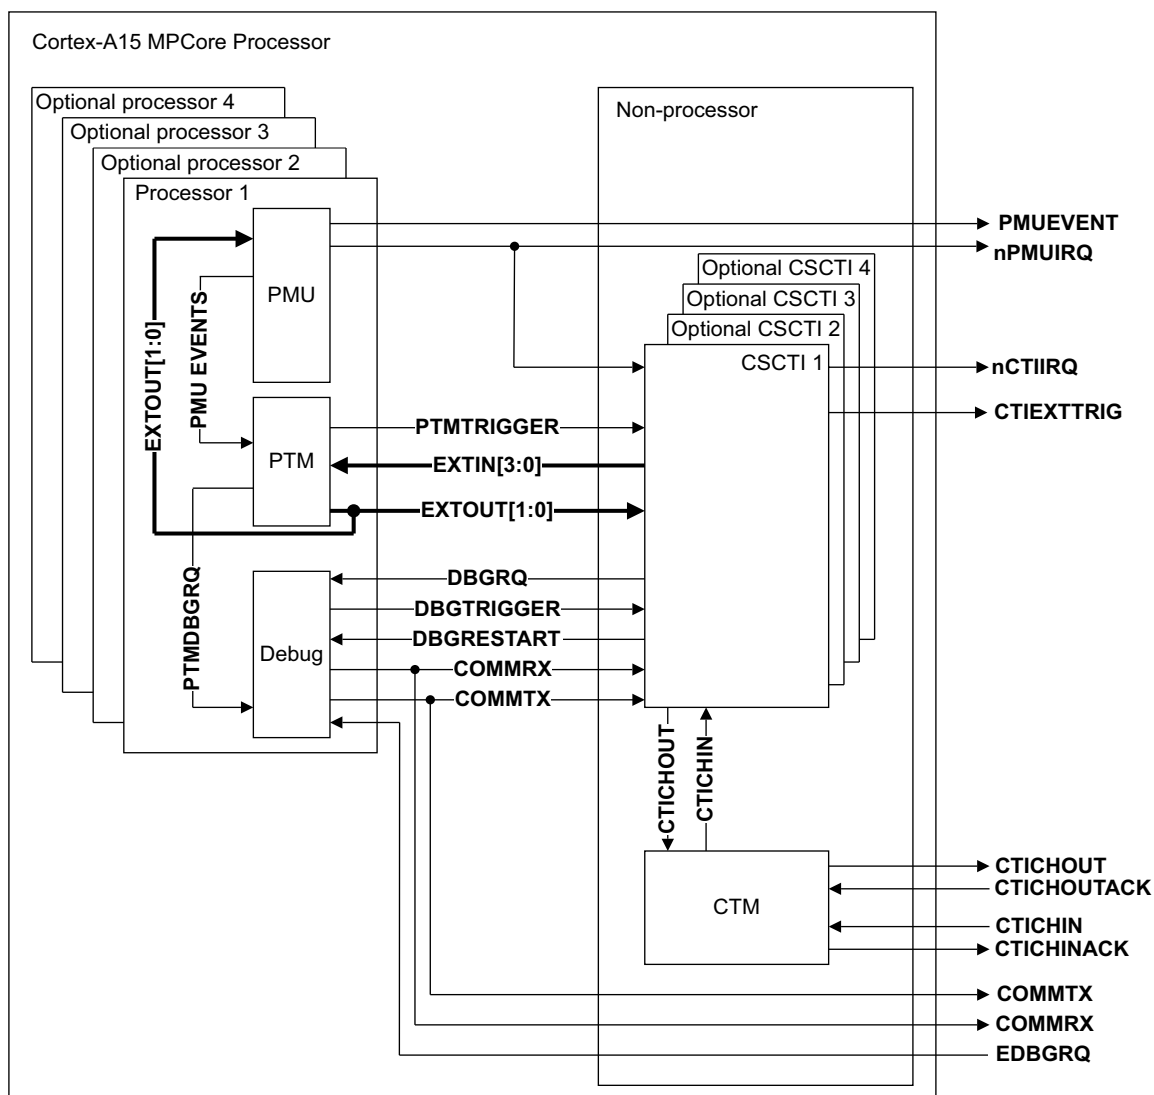 Cortex-A15 MPCore Processor
Optional processor 4
Optional processor 3
Optional processor 2
Processor 1
Non-processor
PMUEVENT
nPMUIRQ
Optional CSCTI 4
Optional CSCTI 3
Optional CSCTI 2
CSCTI 1
PMU
EXTOUT[1:0]
PMU EVENTS
nCTIIRQ
CTIEXTTRIG
PTMTRIGGER
PTM
EXTIN[3:0]
EXTOUT[1:0]
PTMDBGRQ
DBGRQ
DBGTRIGGER
DBGRESTART
Debug
COMMRX
COMMTX
CTICHOUT
CTICHIN
CTM
CTICHOUT
CTICHOUTACK
CTICHIN
CTICHINACK
COMMTX
COMMRX
EDBGRQ